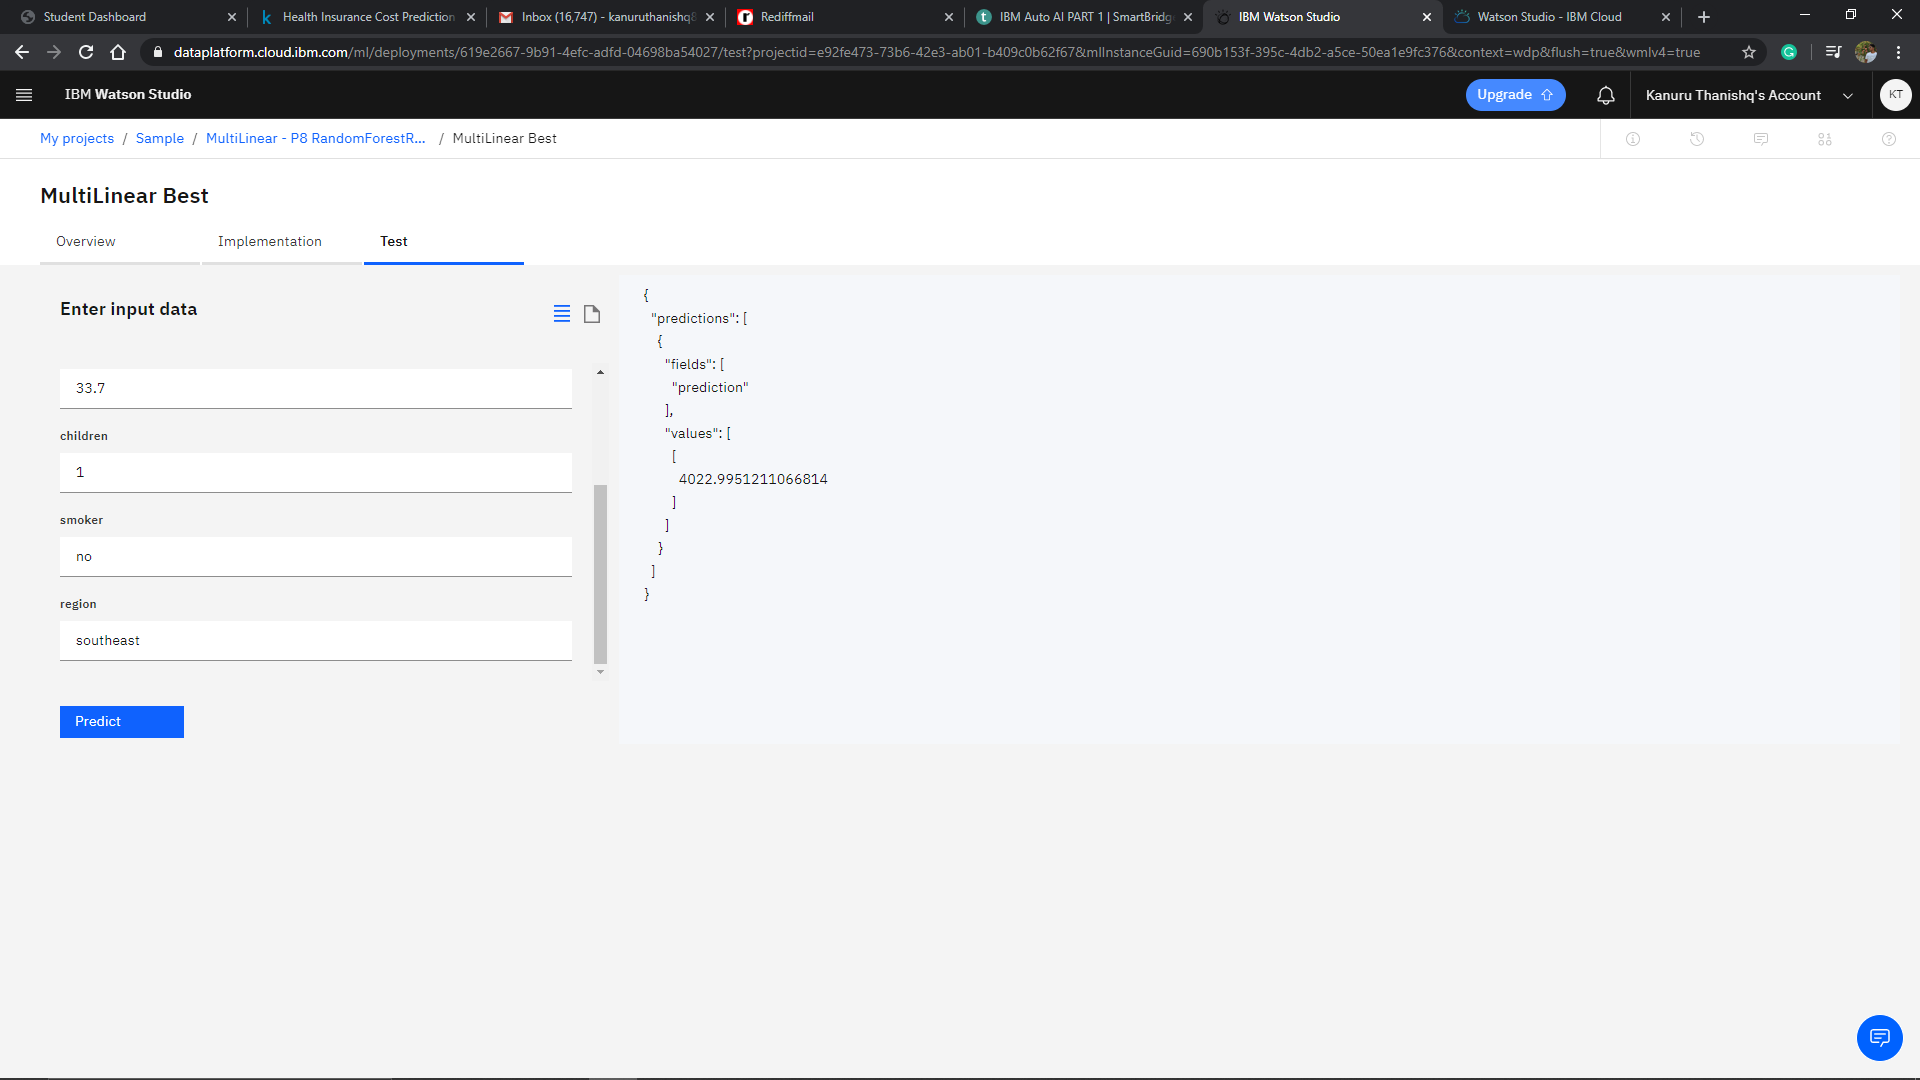 Student Dashboard
Health Insurance Cost Prediction
Inbox (16,747) - kanuruthanishq8
Rediffmail
IBM Auto AI PART 1 | SmartBridg
IBM Watson Studio
Watson Studio - IBM Cloud
dataplatform.cloud.ibm.com/ml/deployments/619e2667-9b91-4efc-adfd-04698ba54027/test?projectid=e92fe473-73b6-42e3-ab01-b409c0b62f67&mlInstanceGuid=690b153f-395c-4db2-a5ce-50ea1e9fc376&context=wdp&flush=true&wmlv4=true
IBM Watson Studio
Upgrade
Kanuru Thanishq's Account
KT
My projects / Sample / MultiLinear - P8 RandomForestR... / MultiLinear Best
MultiLinear Best
Overview
Implementation
Test
Enter input data
33.7
children
1
smoker
no
region
southeast
Predict
{
"predictions": [
{
"fields": [
"prediction"
],
"values": [
[
4022.9951211066814
]
]
}
]
}